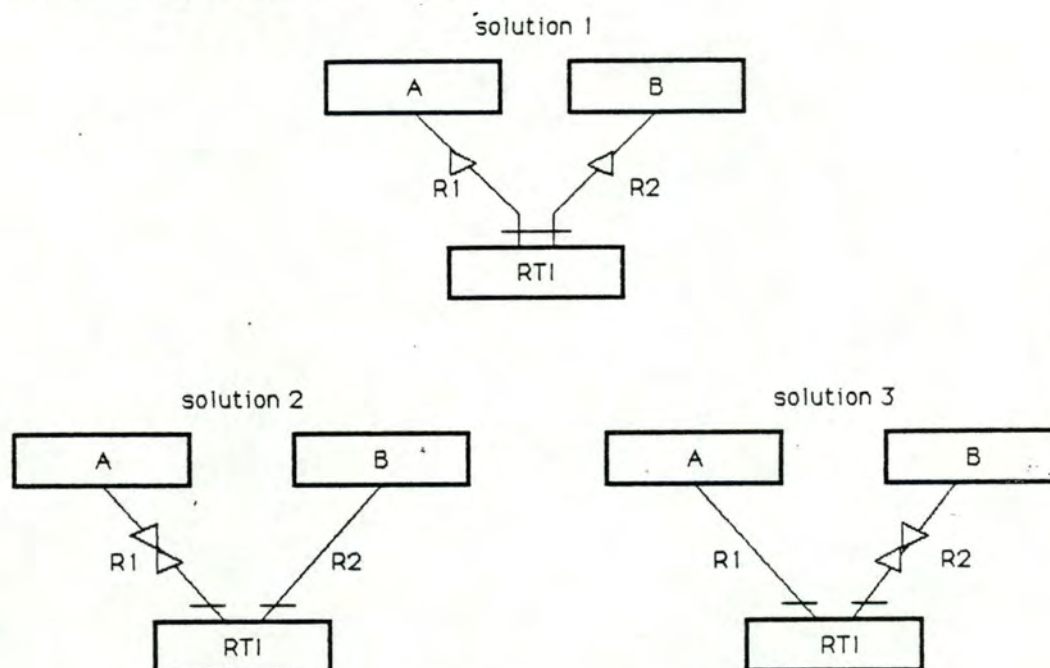 solution 1
A B
R1 R2
RTI
solution 2
A B
R1 R2
RTI
solution 3
A B
R1 R2
RTI